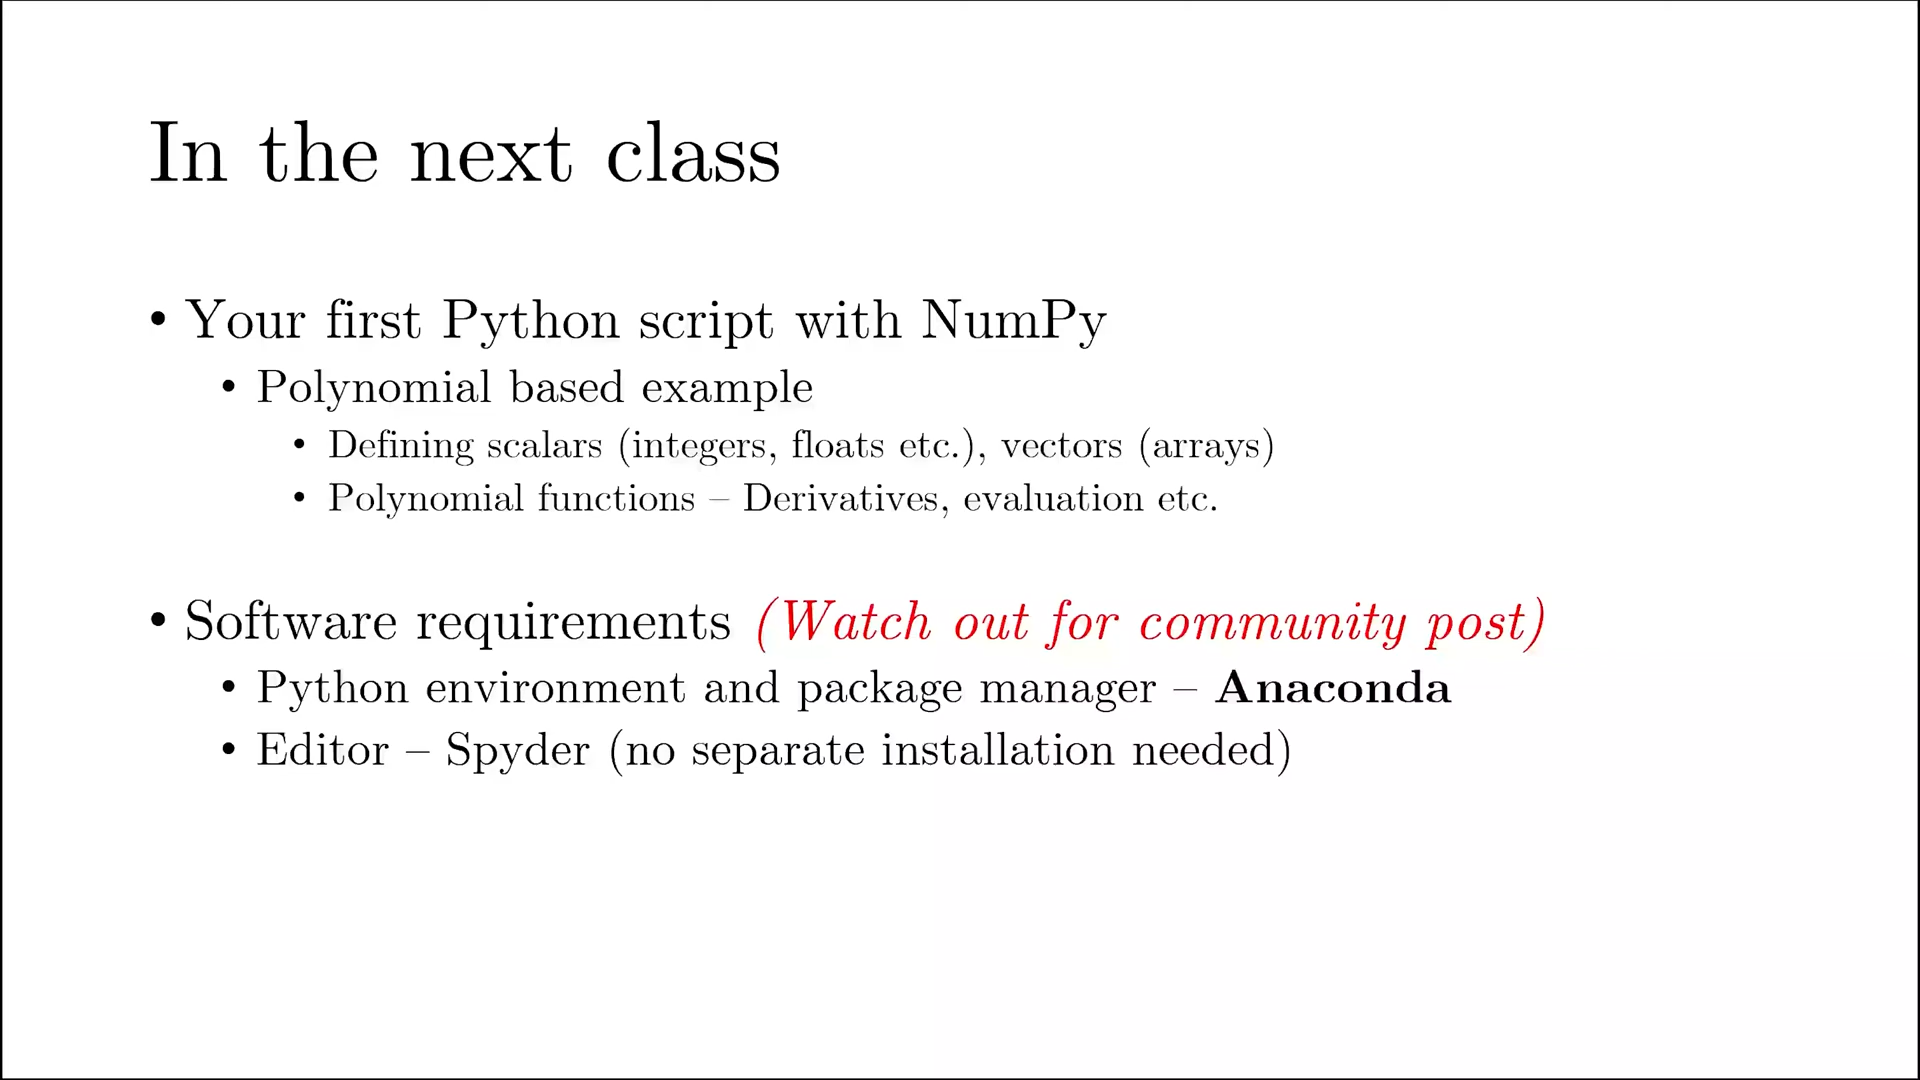 In the next class
• Your first Python script with NumPy
• Polynomial based example
• Defining scalars (integers, floats etc.), vectors (arrays)
• Polynomial functions – Derivatives, evaluation etc.
• Software requirements (Watch out for community post)
• Python environment and package manager – Anaconda
• Editor – Spyder (no separate installation needed)